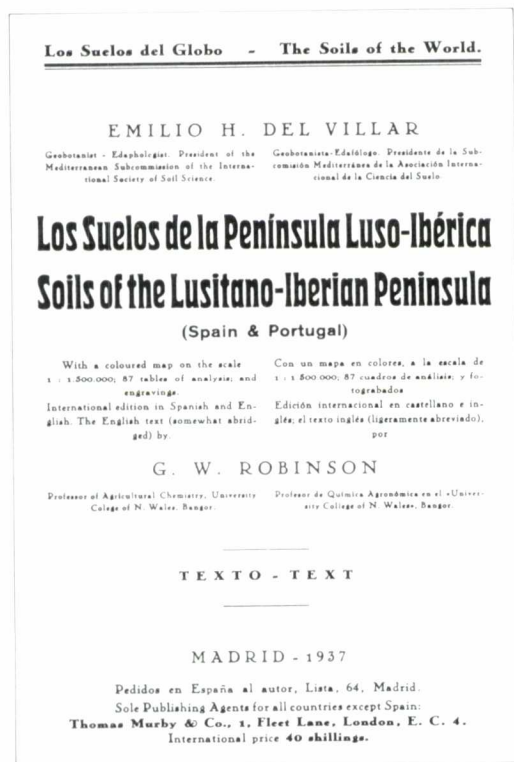 Los Suelos del Globo - The Soils of the World.
EMILIO H. DEL VILLAR
Geobotanist - Edaphologist. President of the
Mediterranean Subcommission of the Interna-
tional Society of Soil Science.
Geobotanista-Edafólogo. Presidente de la Sub-
comisión Mediterránea de la Asociación Interna-
cional de la Ciencia del Suelo
Los Suelos de la Península Luso-Ibérica
Soils of the Lusitano-Iberian Peninsula
(Spain & Portugal)
With a coloured map on the scale
1 : 1.500.000; 87 tables of analysis; and
engravings.
International edition in Spanish and En-
glish. The English text (somewhat abrid-
ged) by.
Con un mapa en colores, a la escala de
1 : 1 500.000; 87 cuadros de análisis; y fo-
tograbados
Edición internacional en castellano e in-
glés; el texto inglés (ligeramente abreviado),
por
G. W. ROBINSON
Professor of Agricultural Chemistry, University
Colege of N. Wales, Bangor.
Profesor de Química Agronómica en el «Univer-
sity College of N. Wales», Bangor.
TEXTO - TEXT
MADRID - 1937
Pedidos en España al autor, Lista, 64, Madrid.
Sole Publishing Agents for all countries except Spain:
Thomas Murby & Co., 1, Fleet Lane, London, E. C. 4.
International price 40 shillings.